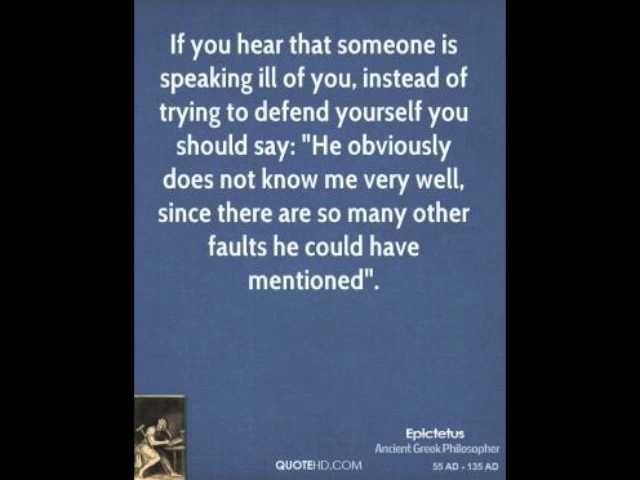 If you hear that someone is
speaking ill of you, instead of
trying to defend yourself you
should say: "He obviously
does not know me very well,
since there are so many other
faults he could have
mentioned".
Epictetus
Ancient Greek Philosopher
QUOTEHD.COM
55 AD - 135 AD